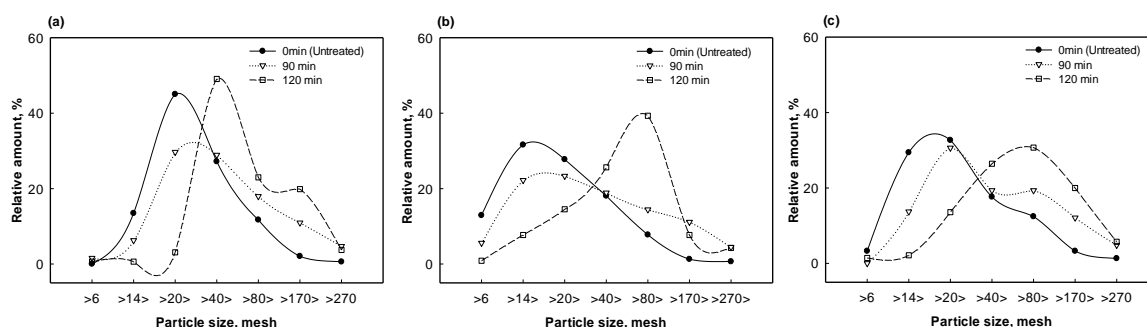 (a)
Relative amount, %
60
40
20
0
0min (Untreated)
90 min
120 min
>6 >14> >20> >40> >80> >170> >270
Particle size, mesh
(b)
Relative amount, %
60
40
20
0
0min (Untreated)
90 min
120 min
>6 >14> >20> >40> >80> >170> >270>
Particle size, mesh
(c)
Relative amount, %
60
40
20
0
0min (Untreated)
90 min
120 min
>6 >14> >20> >40> >80> >170> >270
Particle size, mesh